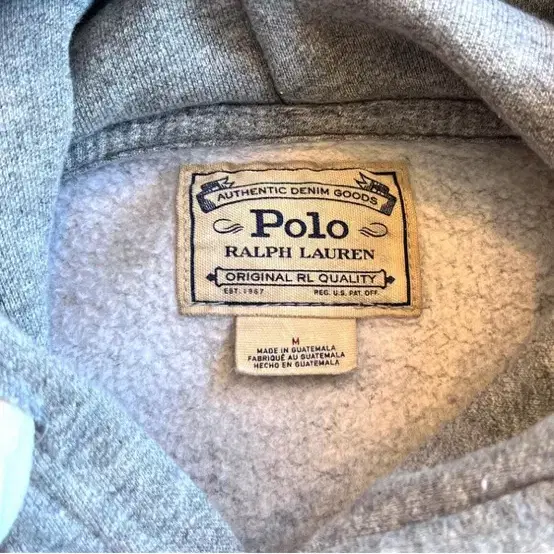 AUTHENTIC DENIM GOODS
Polo
RALPH LAUREN
ORIGINAL RL QUALITY
EST. 1967 REG. U.S. PAT. OFF.
M
MADE IN GUATEMALA
FABRIQUÉ AU GUATEMALA
HECHO EN GUATEMALA